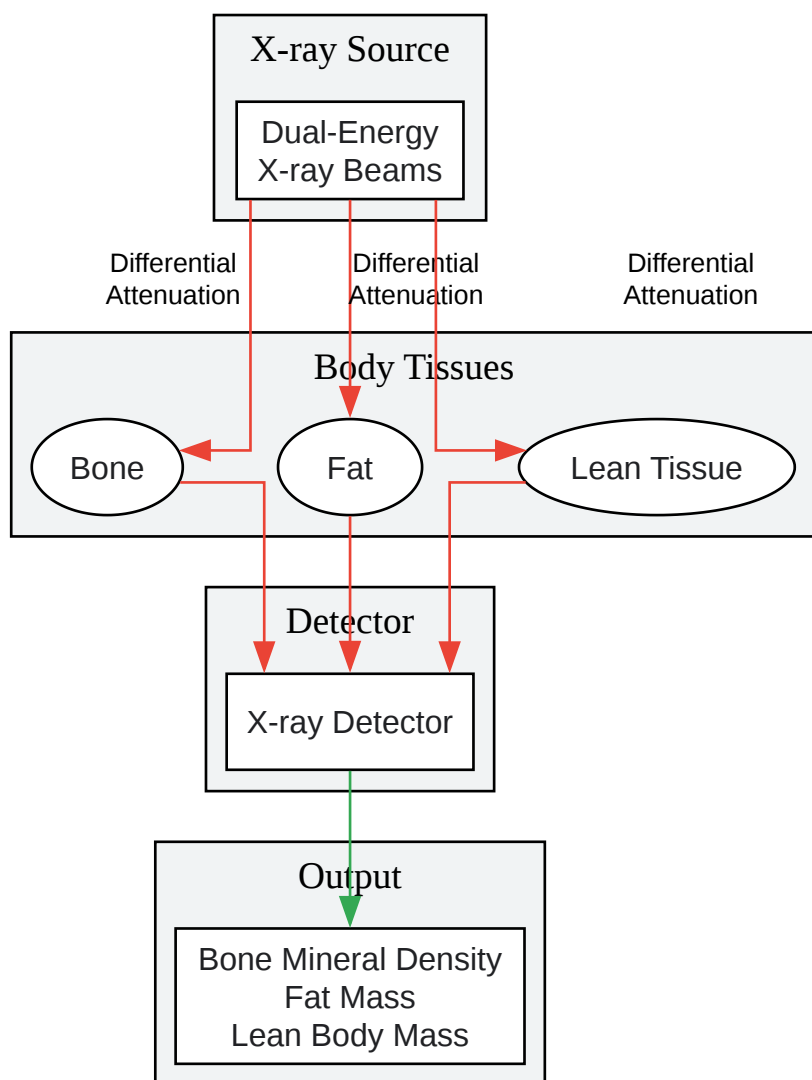 X-ray Source
Dual-Energy
X-ray Beams
Differential
Attenuation
Differential
Attenuation
Differential
Attenuation
Body Tissues
Bone
Fat
Lean Tissue
Detector
X-ray Detector
Output
Bone Mineral Density
Fat Mass
Lean Body Mass